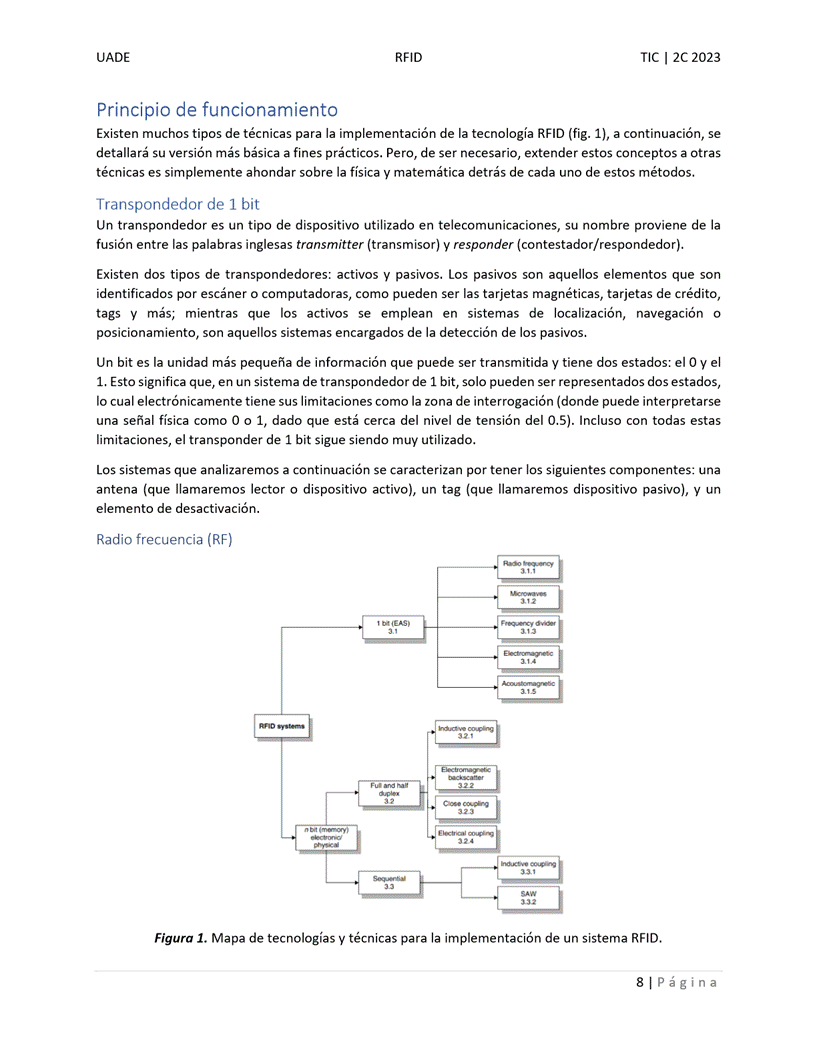 UADE RFID TIC | 2C 2023
Principio de funcionamiento
Existen muchos tipos de técnicas para la implementación de la tecnología RFID (fig. 1), a continuación, se
detallará su versión más básica a fines prácticos. Pero, de ser necesario, extender estos conceptos a otras
técnicas es simplemente ahondar sobre la física y matemática detrás de cada uno de estos métodos.
Transpondedor de 1 bit
Un transpondedor es un tipo de dispositivo utilizado en telecomunicaciones, su nombre proviene de la
fusión entre las palabras inglesas transmitter (transmisor) y responder (contestador/respondedor).
Existen dos tipos de transpondedores: activos y pasivos. Los pasivos son aquellos elementos que son
identificados por escáner o computadoras, como pueden ser las tarjetas magnéticas, tarjetas de crédito,
tags y más; mientras que los activos se emplean en sistemas de localización, navegación o
posicionamiento, son aquellos sistemas encargados de la detección de los pasivos.
Un bit es la unidad más pequeña de información que puede ser transmitida y tiene dos estados: el 0 y el
1. Esto significa que, en un sistema de transpondedor de 1 bit, solo pueden ser representados dos estados,
lo cual electrónicamente tiene sus limitaciones como la zona de interrogación (donde puede interpretarse
una señal física como 0 o 1, dado que está cerca del nivel de tensión del 0.5). Incluso con todas estas
limitaciones, el transponder de 1 bit sigue siendo muy utilizado.
Los sistemas que analizaremos a continuación se caracterizan por tener los siguientes componentes: una
antena (que llamaremos lector o dispositivo activo), un tag (que llamaremos dispositivo pasivo), y un
elemento de desactivación.
Radio frecuencia (RF)
Radio frequency
3.1.1
Microwaves
3.1.2
1 bit (EAS)
3.1
Frequency divider
3.1.3
Electromagnetic
3.1.4
Acoustomagnetic
3.1.5
RFID systems
Inductive coupling
3.2.1
Electromagnetic
backscatter
3.2.2
Full and half
duplex
3.2
Close coupling
3.2.3
n bit (memory)
electronic/
physical
Electrical coupling
3.2.4
Inductive coupling
3.3.1
Sequential
3.3
SAW
3.3.2
Figura 1. Mapa de tecnologías y técnicas para la implementación de un sistema RFID.
8 | Página